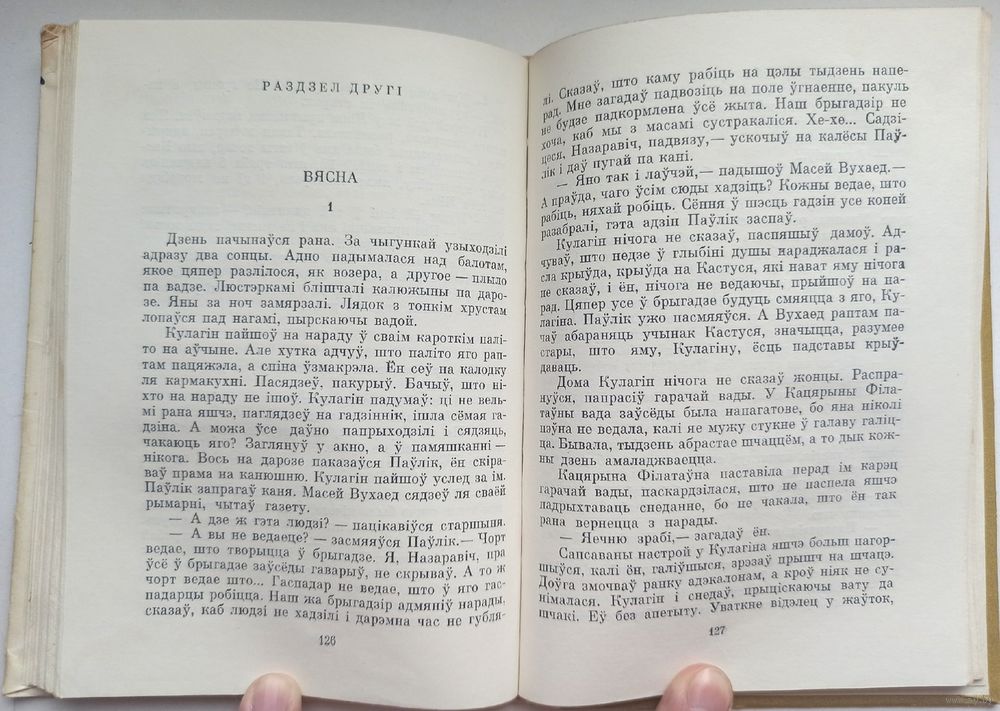 РАЗДЗЕЛ ДРУГІ
ВЯСНА
1
Дзень пачынаўся рана. За чыгункай узыходзілі
адразу два сонцы. Адно падымалася над балотам,
якое цяпер разлілося, як возера, а другое — плыло
па вадзе. Люстэркамі блішчалі калюжыны па даро-
зе. Яны за ноч замярзалі. Лядок з тонкім хрустам
лопаўся пад нагамі, пырскаючы вадой.
Кулагін пайшоў на нараду ў сваім кароткім палі-
то на аўчыне. Але хутка адчуў, што паліто яго рап-
там пацяжэла, а спіна ўзмакрэла. Ён сеў на калодку
ля кармакухні. Пасядзеў, пакурыў. Бачыў, што ні-
хто на нараду не ішоў. Кулагін падумаў: ці не вель-
мі рана яшчэ, паглядзеў на гадзіннік, ішла сёмая га-
дзіна. А можа ўсе даўно папрыходзілі і сядзяць,
чакаюць яго? Заглянуў у акно, а ў памяшканні —
нікога. Вось на дарозе паказаўся Паўлік, ён скіра-
ваў прама на канюшню. Кулагін пайшоў услед за ім.
Паўлік запрагаў каня. Масей Вухаед сядзеў ля сваёй
рымарні, чытаў газету.
— А дзе ж гэта людзі? — пацікавіўся старшыня.
— А вы не ведаеце? — засмяяўся Паўлік.— Чорт
ведае, што творыцца ў брыгадзе. Я, Назаравіч, пра
ўсё ў брыгадзе заўсёды гаварыў, не скрываў. А то ж
чорт ведае што... Гаспадар не ведае, што ў яго гас-
падарцы робіцца. Наш жа брыгадзір адмяніў нарады,
сказаў, каб людзі не хадзілі і дарэмна час не губля-
126
лі. Сказаў, што каму рабіць на цэлы тыдзень напе-
рад. Мне загадаў падвозіць на поле ўгнаенне, пакуль
не будзе падкормлена ўсё жыта. Наш брыгадзір не
хоча, каб мы з масамі сустракаліся. Хе-хе... Садзі-
цеся, Назаравіч, падвязу,— ускочыў на калёсы Паў-
лік і даў пугай па кані.
— Яно так і лаўчэй,— падышоў Масей Вухаед.—
А праўда, чаго ўсім сюды хадзіць? Кожны ведае, што
рабіць, няхай робіць. Сёння ў шэсць гадзін усе коней
разабралі, гэта адзін Паўлік заспаў.
Кулагін нічога не сказаў, паспяшыў дамоў. Ад-
чуваў, што недзе ў глыбіні душы нараджалася і ра-
сла крыўда, крыўда на Кастуся, які нават яму нічога
не сказаў, і ён, нічога не ведаючы, прыйшоў на на-
рад. Цяпер усе ў брыгадзе будуць смяяцца з яго, Ку-
лагіна. Паўлік ужо пасмяяўся. А Вухаед раптам па-
чаў абараняць учынак Кастуся, значыцца, разумее
стары, што яму, Кулагіну, ёсць падставы крыў-
даваць.
Дома Кулагін нічога не сказаў жонцы. Распра-
нуўся, папрасіў гарачай вады. У Кацярыны Філа-
таўны вада заўсёды была напагатове, бо яна ніколі
пэўна не ведала, калі яе мужу стукне ў галаву галіц-
ца. Бывала, тыдзень абрастае шчаццём, а то дык кож-
ны дзень амаладжваецца.
Кацярына Філатаўна паставіла перад ім карэц
гарачай вады, паскардзілася, што не паспела яшчэ
падрыхтаваць снеданне, бо не чакала, што ён так
рана вернецца з нарады.
— Яечню зрабі,— загадаў ён.
Сапсаваны настрой у Кулагіна яшчэ больш пагор-
шыўся, калі ён, галіўшыся, зрэзаў прышч на шчацэ.
Доўга змочваў ранку адэкалонам, а кроў ніяк не су-
німалася. Кулагін і снедаў, прыціскаючы вату да
шчакі. Еў без апетыту. Уваткне відэлец у жаўток,
127